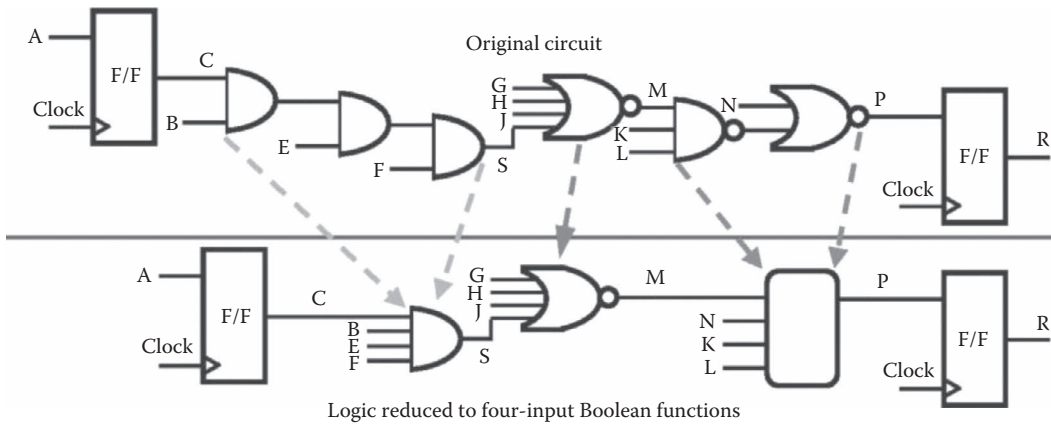 Original circuit
A
F/F
Clock
C
B
E
F
S
G
H
J
M
K
L
N
P
F/F
Clock
R
A
F/F
Clock
C
B
E
F
S
G
H
J
M
N
K
L
P
F/F
Clock
R
Logic reduced to four-input Boolean functions